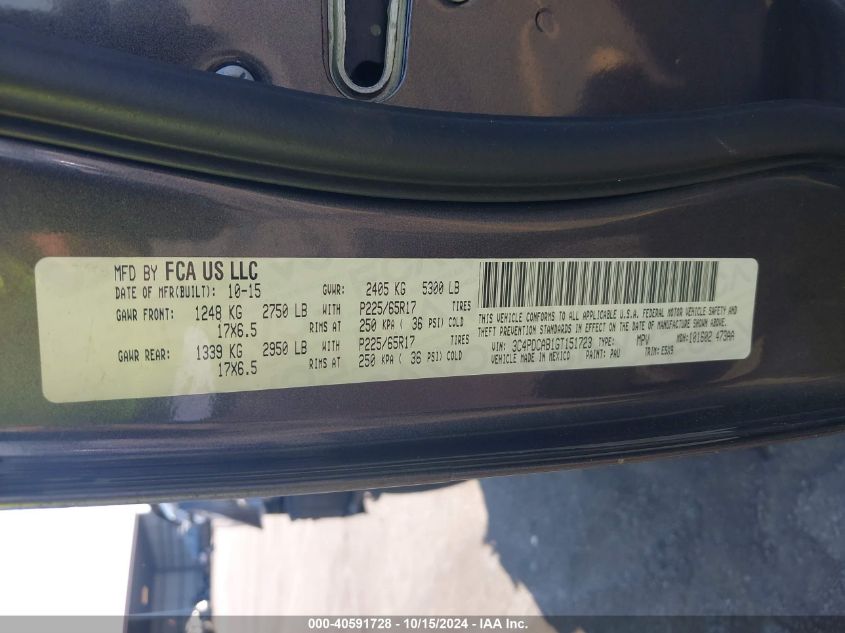 MFD BY FCA US LLC
DATE OF MFR(BUILT): 10-15 GVWR: 2405 KG 5300 LB
GAWR FRONT: 1248 KG 2750 LB WITH P225/65R17 TIRES
17X6.5 RIMS AT 250 KPA ( 36 PSI) COLD
GAWR REAR: 1339 KG 2950 LB WITH P225/65R17 TIRES
17X6.5 RIMS AT 250 KPA ( 36 PSI) COLD
THIS VEHICLE CONFORMS TO ALL APPLICABLE U.S.A. FEDERAL MOTOR VEHICLE SAFETY AND
THEFT PREVENTION STANDARDS IN EFFECT ON THE DATE OF MANUFACTURE SHOWN ABOVE.
VIN: 3C4PDCAB1GT151723 TYPE: MPV MDH:101602 473AA
VEHICLE MADE IN MEXICO PAINT: PAU TRIM:
000-40591728 - 10/15/2024 - IAA Inc.